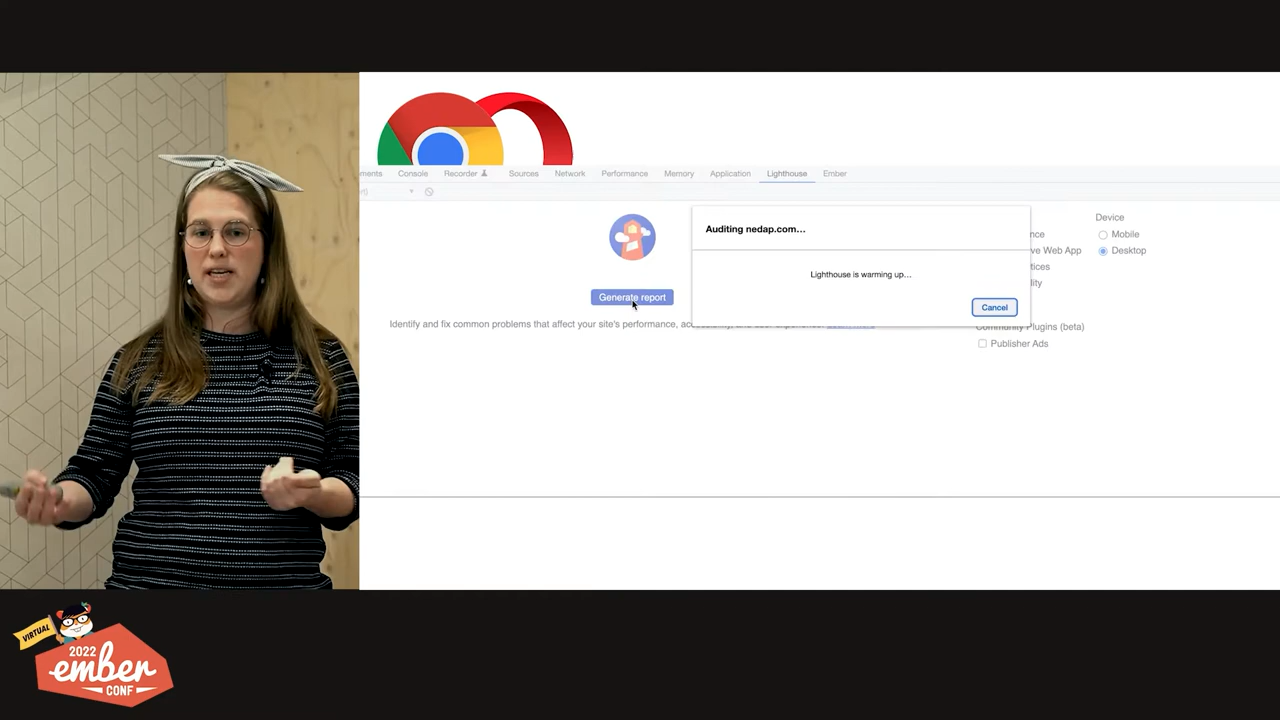 ments Console Recorder Sources Network Performance Memory Application Lighthouse Ember
Auditing nedap.com…
Lighthouse is warming up…
Cancel
Generate report
Identify and fix common problems that affect your site's performance,
Learn more
nce
ve Web App
tices
lity
Community Plugins (beta)
Publisher Ads
Device
Mobile
Desktop
VIRTUAL
2022
ember
CONF